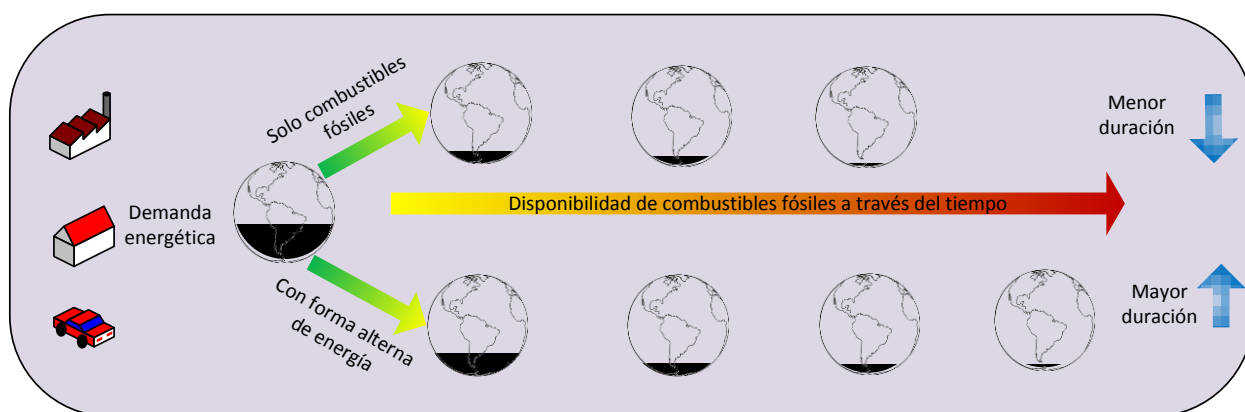 Solo combustibles
fósiles
Menor
duración
Demanda
energética
Disponibilidad de combustibles fósiles a través del tiempo
Con forma alterna
de energía
Mayor
duración